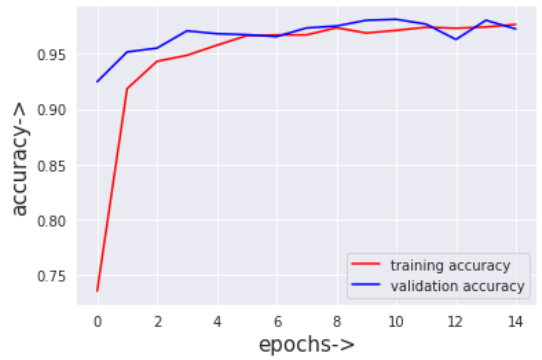 0.95
0.90
0.85
0.80
0.75
accuracy->
training accuracy
validation accuracy
0 2 4 6 8 10 12 14
epochs->